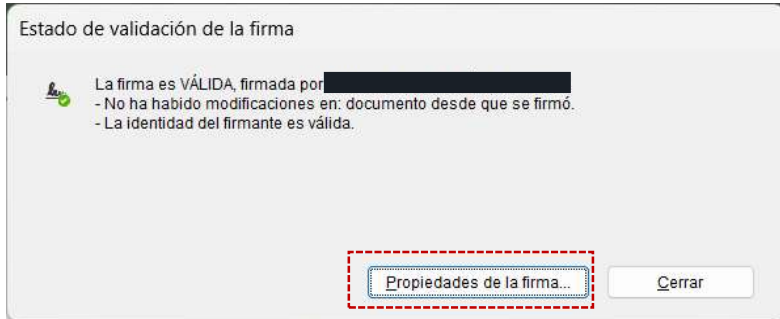 Estado de validación de la firma
La firma es VÁLIDA, firmada por
- No ha habido modificaciones en: documento desde que se firmó.
- La identidad del firmante es válida.
Propiedades de la firma...
Cerrar